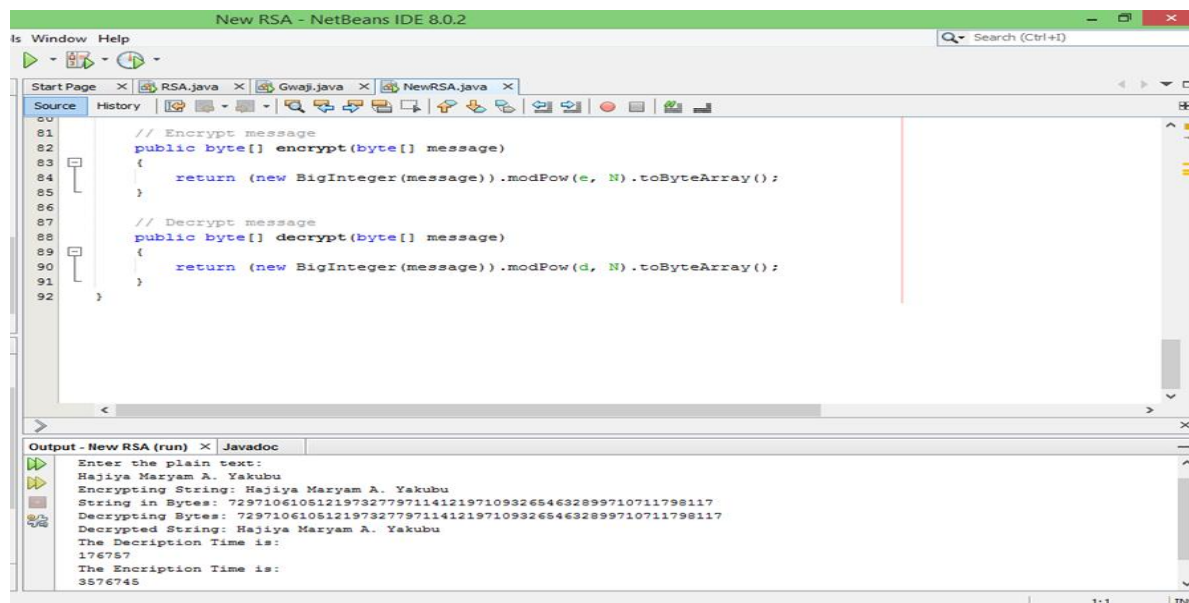 New RSA - NetBeans IDE 8.0.2
ls Window Help
Search (Ctrl+I)
Start Page RSA.java Gwaji.java NewRSA.java
Source History
80
81 // Encrypt message
82 public byte[] encrypt(byte[] message)
83 {
84 return (new BigInteger(message)).modPow(e, N).toByteArray();
85 }
86
87 // Decrypt message
88 public byte[] decrypt(byte[] message)
89 {
90 return (new BigInteger(message)).modPow(d, N).toByteArray();
91 }
92 }
Output - New RSA (run) Javadoc
Enter the plain text:
Hajiya Maryam A. Yakubu
Encrypting String: Hajiya Maryam A. Yakubu
String in Bytes: 729710610512197327797114121971093265463289971071179​8117
Decrypting Bytes: 7297106105121973277971141219710932654632899710711798117
Decrypted String: Hajiya Maryam A. Yakubu
The Decription Time is:
176757
The Encription Time is:
3576745
1:1 IN